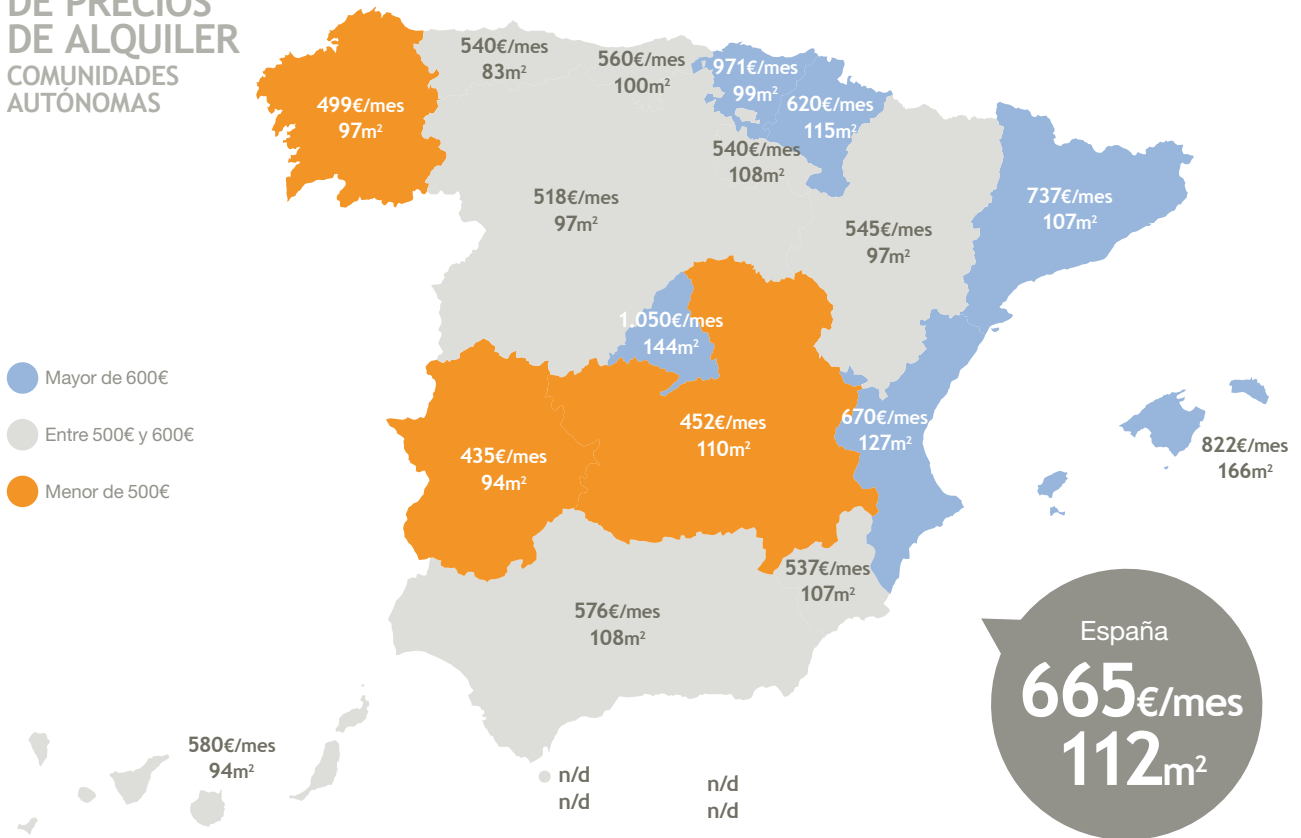 DE PRECIOS
DE ALQUILER
COMUNIDADES
AUTÓNOMAS
499€/mes
97m²
540€/mes
83m²
560€/mes
100m²
971€/mes
99m²
620€/mes
115m²
540€/mes
108m²
518€/mes
97m²
545€/mes
97m²
737€/mes
107m²
1.050€/mes
144m²
Mayor de 600€
Entre 500€ y 600€
Menor de 500€
435€/mes
94m²
452€/mes
110m²
670€/mes
127m²
822€/mes
166m²
537€/mes
107m²
576€/mes
108m²
580€/mes
94m²
n/d
n/d
n/d
n/d
España
665€/mes
112m²